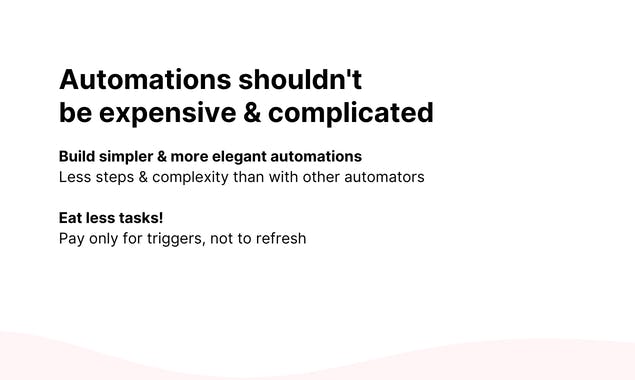 Automations shouldn't
be expensive & complicated
Build simpler & more elegant automations
Less steps & complexity than with other automators
Eat less tasks!
Pay only for triggers, not to refresh